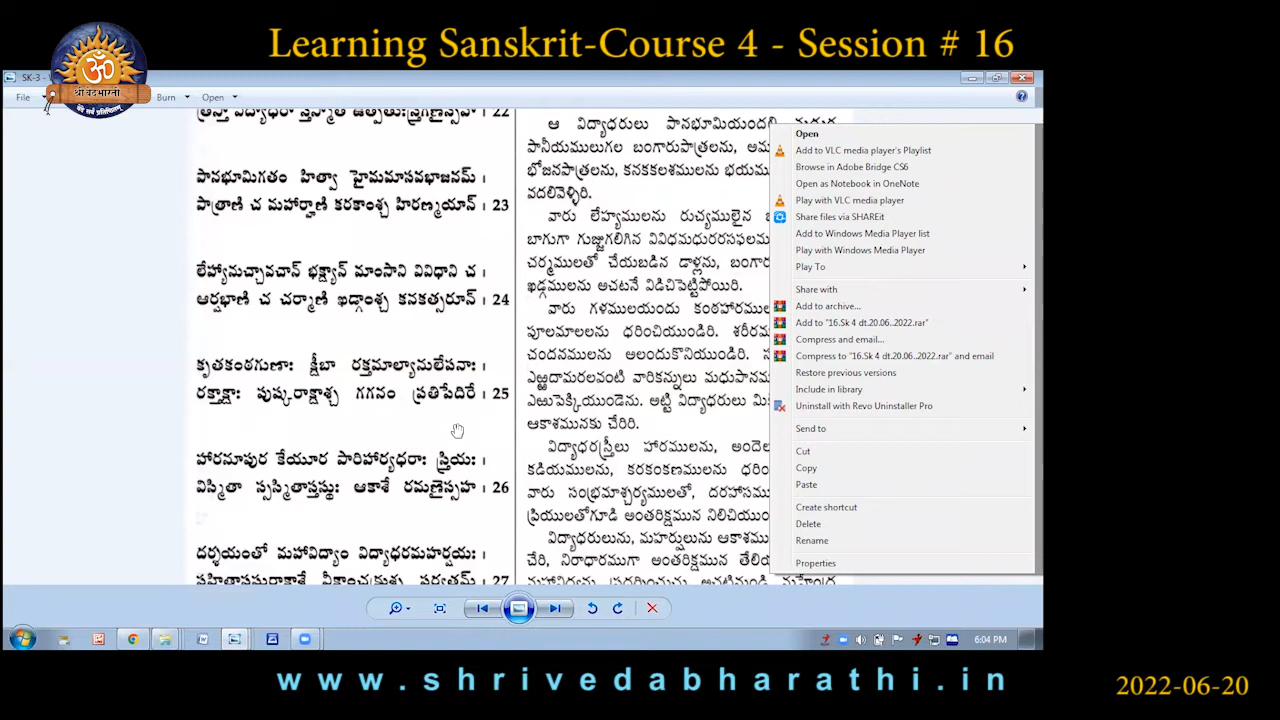 Learning Sanskrit-Course 4 - Session # 16
ॐ
श्री वेदभारती
SK-3 -
File
Burn
Open
22
పానభూమిగతం హిత్వా హైమమాసవభాజనమ్ ।
పాత్రాణి చ మహార్హాణి కరకాంశ్చ హిరణ్మయాన్ । 23
లేహ్యానుచ్చావచాన్ భక్ష్యాన్ మాంసాని వివిధాని చ ।
ఆర్షభాణి చ చర్మాణి ఖడ్గాంశ్చ కనకత్సరూన్ । 24
కృతకంఠగుణాః క్షీబా రక్తమాల్యానులేపనాః ।
రక్తాక్షాః పుష్కరాక్షాశ్చ గగనం ప్రతిపేదిరే । 25
హారనూపుర కేయూర పారిహార్యధరాః స్త్రియః ।
విస్మితా స్సస్మితాస్తస్థుః ఆకాశే రమణైస్సహ । 26
దర్శయంతో మహావిద్యాం విద్యాధరమహర్షయః ।
27
ఆ విద్యాధరులు పానభూమియందలి
పానీయములుగల బంగారుపాత్రలను,
భోజనపాత్రలను, కనకకలశములను
వదలివెళ్ళిరి.
వారు లేహ్యములను రుచ్యములైన
బాగుగా గుజ్జుగలిగిన వివిధమధురరసఫలము
చర్మములతో చేయబడిన డాళ్లను,
ఖడ్గములను అచటనే విడిచిపెట్టిపోయిరి.
వారు గళములయందు కంఠహారము
పూలమాలలను ధరించియుండిరి.
చందనములను అలందుకొనియుండిరి.
ఎఱ్ఱదామరలవంటి వారికన్నులు
ఎఱుపెక్కియుండెను. అట్టి విద్యాధరులు
ఆకాశమునకు చేరిరి.
విద్యాధరస్త్రీలు హారములను,
కడియములను, కరకంకణములను
వారు సంభ్రమాశ్చర్యములతో,
ప్రియులతోగూడి అంతరిక్షమున
విద్యాధరులును, మహర్షులును
చేరి, నిరాధారముగా అంతరిక్షమున
Open
Add to VLC media player's Playlist
Browse in Adobe Bridge CS6
Open as Notebook in OneNote
Play with VLC media player
Share files via SHAREit
Add to Windows Media Player list
Play with Windows Media Player
Play To
Share with
Add to archive...
Add to "16.Sk 4 dt.20.06..2022.rar"
Compress and email...
Compress to "16.Sk 4 dt.20.06..2022.rar" and email
Restore previous versions
Include in library
Uninstall with Revo Uninstaller Pro
Send to
Cut
Copy
Paste
Create shortcut
Delete
Rename
Properties
6:04 PM
www.shrivedabharathi.in
2022-06-20